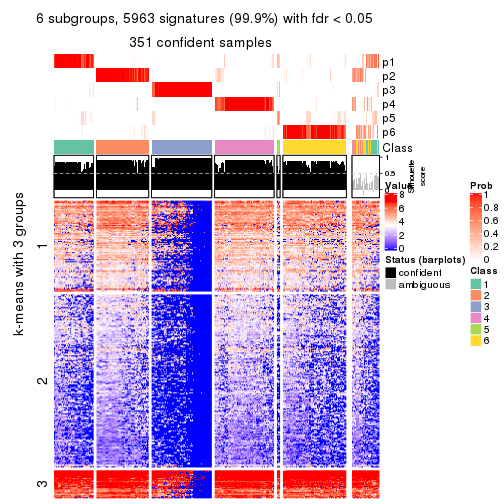 6 subgroups, 5963 signatures (99.9%) with fdr < 0.05
351 confident samples
p1
p2
p3
p4
p5
p6
Class
1
0.5
0
Silhouette
score
k-means with 3 groups
1
2
3
Value
8
6
4
2
0
Status (barplots)
confident
ambiguous
Prob
1
0.8
0.6
0.4
0.2
0
Class
1
2
3
4
5
6